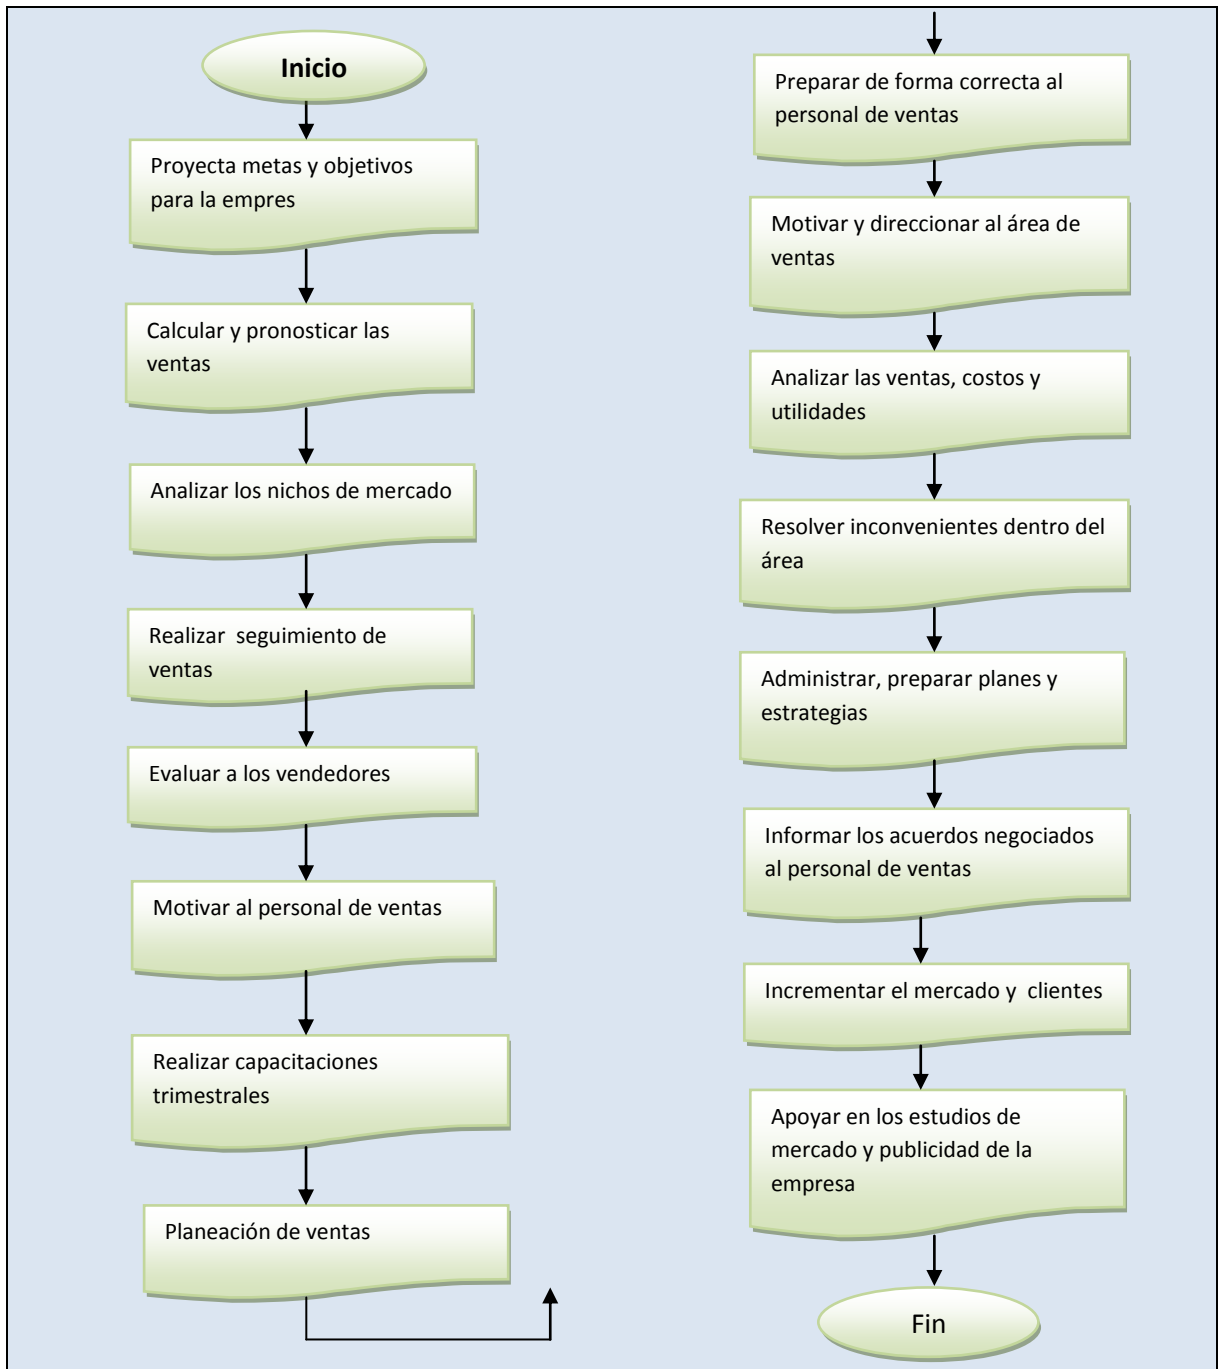 Inicio
Proyecta metas y objetivos
para la empres
Calcular y pronosticar las
ventas
Analizar los nichos de mercado
Realizar  seguimiento de
ventas
Evaluar a los vendedores
Motivar al personal de ventas
Realizar capacitaciones
trimestrales
Planeación de ventas
Preparar de forma correcta al
personal de ventas
Motivar y direccionar al área de
ventas
Analizar las ventas, costos y
utilidades
Resolver inconvenientes dentro del
área
Administrar, preparar planes y
estrategias
Informar los acuerdos negociados
al personal de ventas
Incrementar el mercado y  clientes
Apoyar en los estudios de
mercado y publicidad de la
empresa
Fin